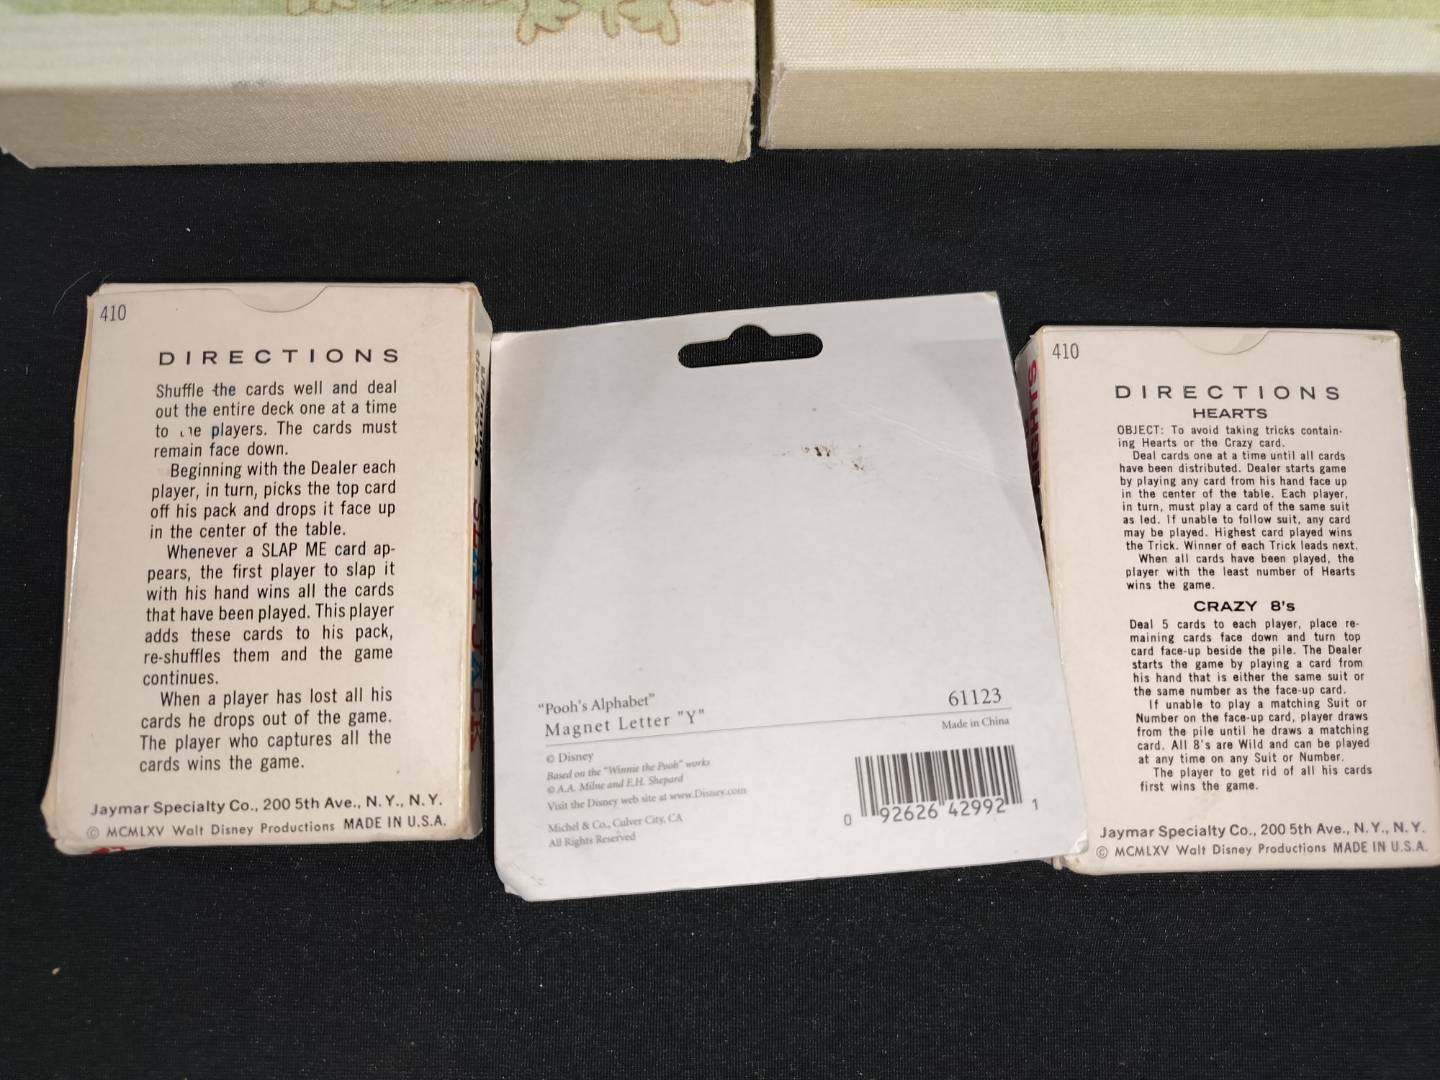 410
DIRECTIONS
Shuffle the cards well and deal
out the entire deck one at a time
to players. The cards must
remain face down.
Beginning with the Dealer each
player, in turn, picks the top card
off his pack and drops it face up
in the center of the table.
Whenever a SLAP ME card ap-
pears, the first player to slap it
with his hand wins all the cards
that have been played. This player
adds these cards to his pack,
re-shuffles them and the game
continues.
When a player has lost all his
cards he drops out of the game.
The player who captures all the
cards wins the game.
Jaymar Specialty Co., 200 5th Ave., N.Y., N.Y.
© MCMLXV Walt Disney Productions MADE IN U.S.A.
SLAP JACK
"Pooh's Alphabet"
Magnet Letter "Y"
61123
Made in China
© Disney
Based on the "Winnie the Pooh" works
© A.A. Milne and E.H. Shepard
Visit the Disney web site at www.Disney.com
Michel & Co., Culver City, CA
All Rights Reserved
0 92626 42992 1
410
DIRECTIONS
HEARTS
OBJECT: To avoid taking tricks contain-
ing Hearts or the Crazy card.
Deal cards one at a time until all cards
have been distributed. Dealer starts game
by playing any card from his hand face up
in the center of the table. Each player,
in turn, must play a card of the same suit
as led. If unable to follow suit, any card
may be played. Highest card played wins
the Trick. Winner of each Trick leads next.
When all cards have been played, the
player with the least number of Hearts
wins the game.
CRAZY 8's
Deal 5 cards to each player, place re-
maining cards face down and turn top
card face-up beside the pile. The Dealer
starts the game by playing a card from
his hand that is either the same suit or
the same number as the face-up card.
If unable to play a matching Suit or
Number on the face-up card, player draws
from the pile until he draws a matching
card. All 8's are Wild and can be played
at any time on any Suit or Number.
The player to get rid of all his cards
first wins the game.
Jaymar Specialty Co., 200 5th Ave., N.Y., N.Y.
© MCMLXV Walt Disney Productions MADE IN U.S.A.